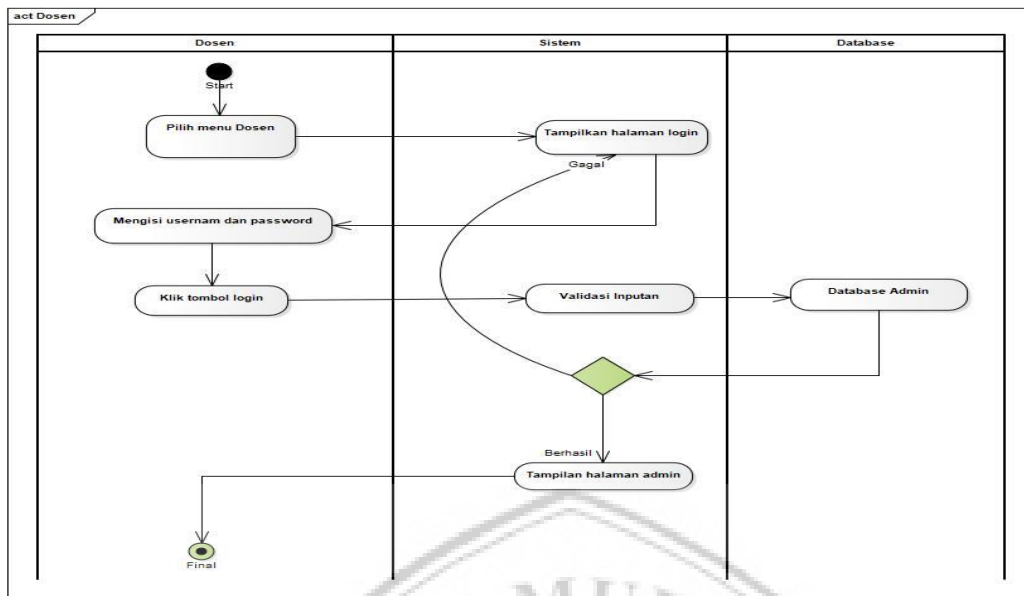 act Dosen
Dosen
Sistem
Database
Start
Pilih menu Dosen
Tampilkan halaman login
Gagal
Mengisi usernam dan password
Klik tombol login
Validasi Inputan
Database Admin
Berhasil
Tampilan halaman admin
Final